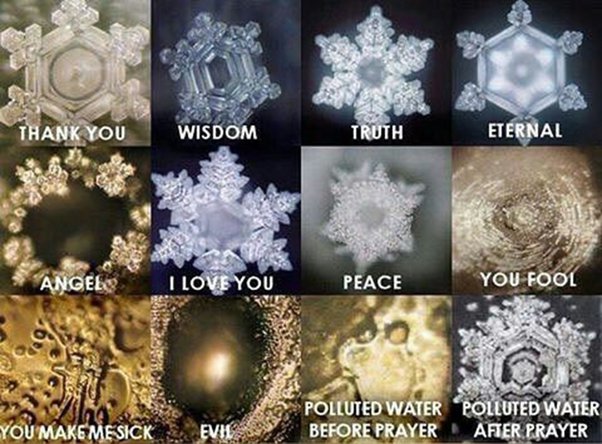 THANK YOU
WISDOM
TRUTH
ETERNAL
ANGEL
I LOVE YOU
PEACE
YOU FOOL
YOU MAKE ME SICK
EVIL
POLLUTED WATER
BEFORE PRAYER
POLLUTED WATER
AFTER PRAYER